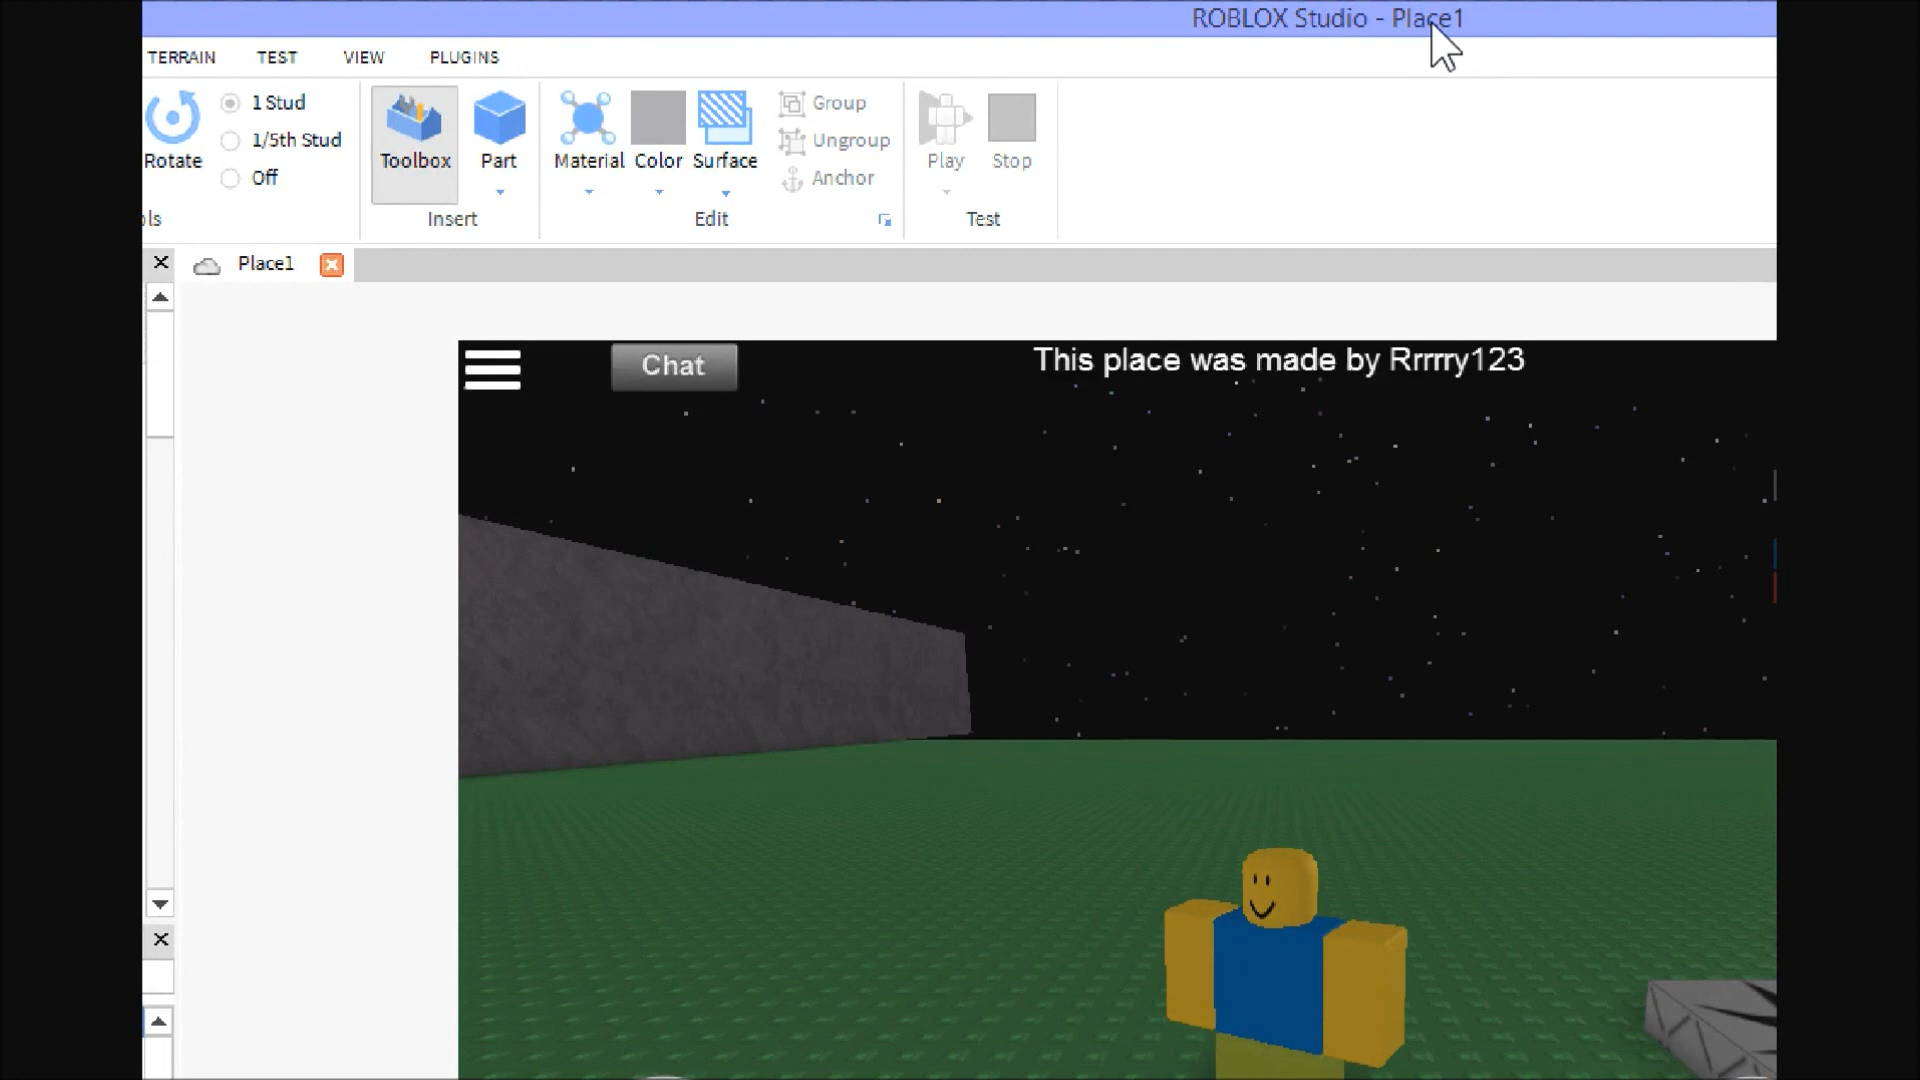 ROBLOX Studio - Place1
TERRAIN TEST VIEW PLUGINS
Rotate
1 Stud
1/5th Stud
Off
Toolbox
Part
Insert
Material
Color
Surface
Group
Ungroup
Anchor
Edit
Play
Stop
Test
ols
Place1
Chat
This place was made by Rrrrry123